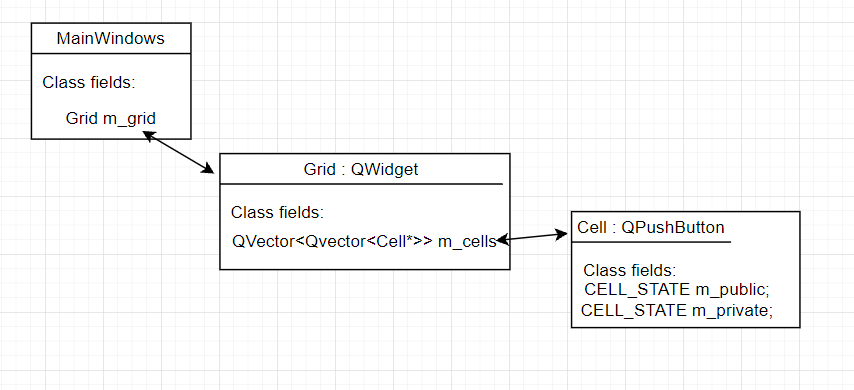 MainWindows
Class fields:
Grid m_grid
Grid : QWidget
Class fields:
QVector<Qvector<Cell*>> m_cells
Cell : QPushButton
Class fields:
CELL_STATE m_public;
CELL_STATE m_private;